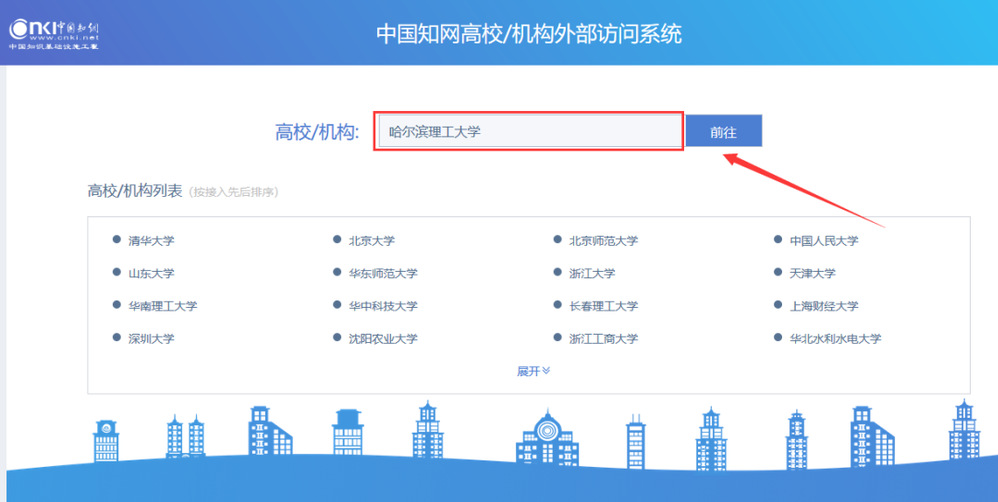 CNKI 中国知网
www.cnki.net
中国知识基础设施工程
中国知网高校/机构外部访问系统
高校/机构: 哈尔滨理工大学 前往
高校/机构列表 (按接入先后排序)
清华大学 北京大学 北京师范大学 中国人民大学
山东大学 华东师范大学 浙江大学 天津大学
华南理工大学 华中科技大学 长春理工大学 上海财经大学
深圳大学 沈阳农业大学 浙江工商大学 华北水利水电大学
展开